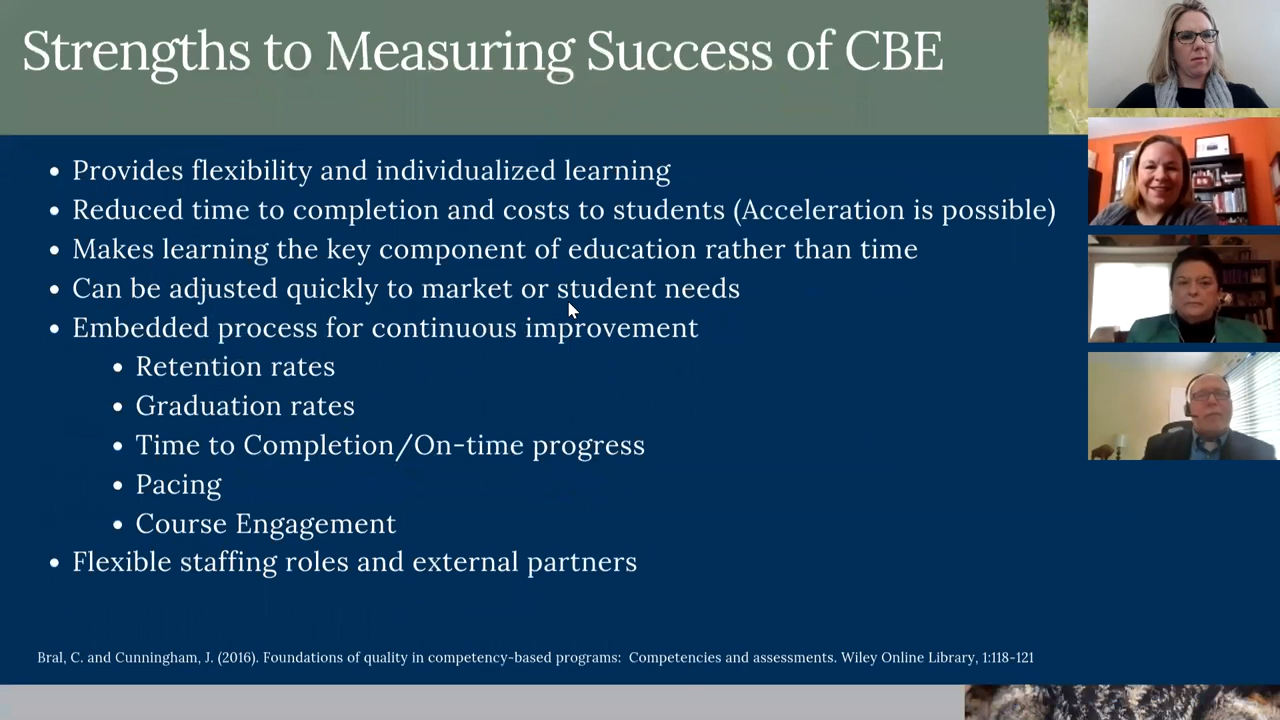 Strengths to Measuring Success of CBE
• Provides flexibility and individualized learning
• Reduced time to completion and costs to students (Acceleration is possible)
• Makes learning the key component of education rather than time
• Can be adjusted quickly to market or student needs
• Embedded process for continuous improvement
• Retention rates
• Graduation rates
• Time to Completion/On-time progress
• Pacing
• Course Engagement
• Flexible staffing roles and external partners
Bral, C. and Cunningham, J. (2016). Foundations of quality in competency-based programs: Competencies and assessments. Wiley Online Library, 1:118-121